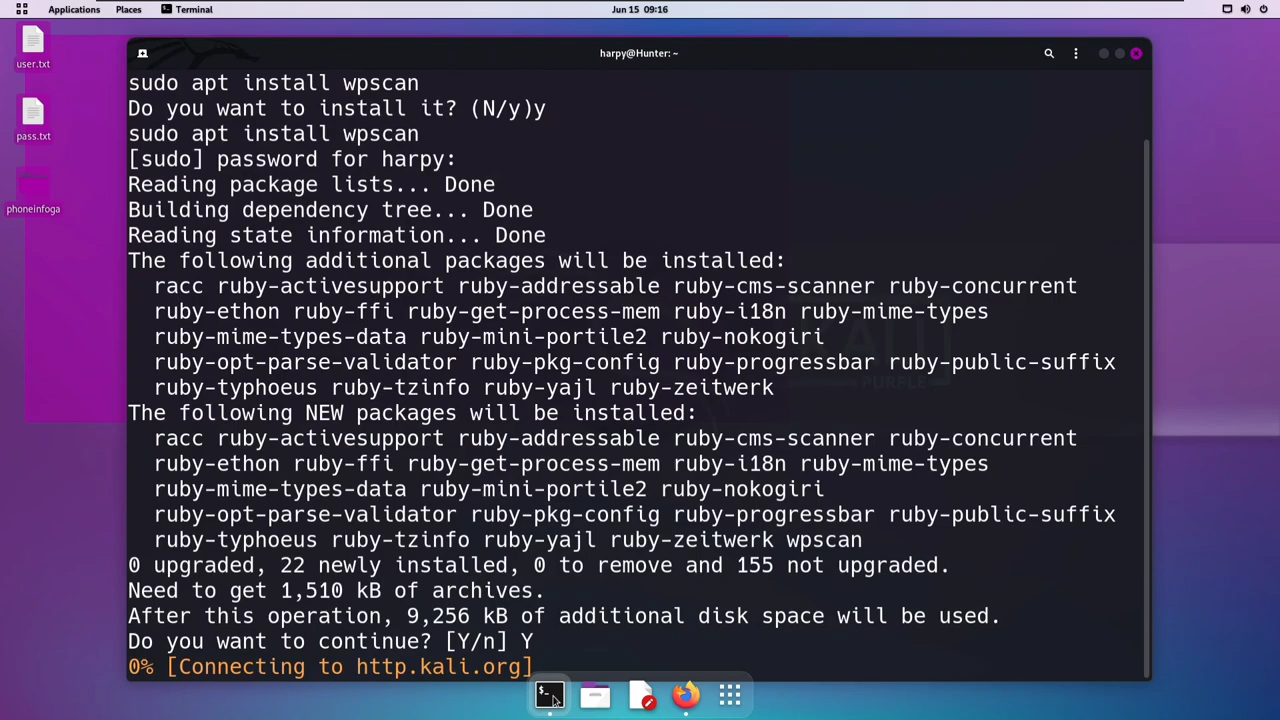 Applications Places Terminal Jun 15 09:16
user.txt
pass.txt
phoneinfoga
harpy@Hunter: ~
sudo apt install wpscan
Do you want to install it? (N/y)y
sudo apt install wpscan
[sudo] password for harpy:
Reading package lists... Done
Building dependency tree... Done
Reading state information... Done
The following additional packages will be installed:
racc ruby-activesupport ruby-addressable ruby-cms-scanner ruby-concurrent
ruby-ethon ruby-ffi ruby-get-process-mem ruby-i18n ruby-mime-types
ruby-mime-types-data ruby-mini-portile2 ruby-nokogiri
ruby-opt-parse-validator ruby-pkg-config ruby-progressbar ruby-public-suffix
ruby-typhoeus ruby-tzinfo ruby-yajl ruby-zeitwerk
The following NEW packages will be installed:
racc ruby-activesupport ruby-addressable ruby-cms-scanner ruby-concurrent
ruby-ethon ruby-ffi ruby-get-process-mem ruby-i18n ruby-mime-types
ruby-mime-types-data ruby-mini-portile2 ruby-nokogiri
ruby-opt-parse-validator ruby-pkg-config ruby-progressbar ruby-public-suffix
ruby-typhoeus ruby-tzinfo ruby-yajl ruby-zeitwerk wpscan
0 upgraded, 22 newly installed, 0 to remove and 155 not upgraded.
Need to get 1,510 kB of archives.
After this operation, 9,256 kB of additional disk space will be used.
Do you want to continue? [Y/n] Y
0% [Connecting to http.kali.org]
KALI
PURPLE
$_